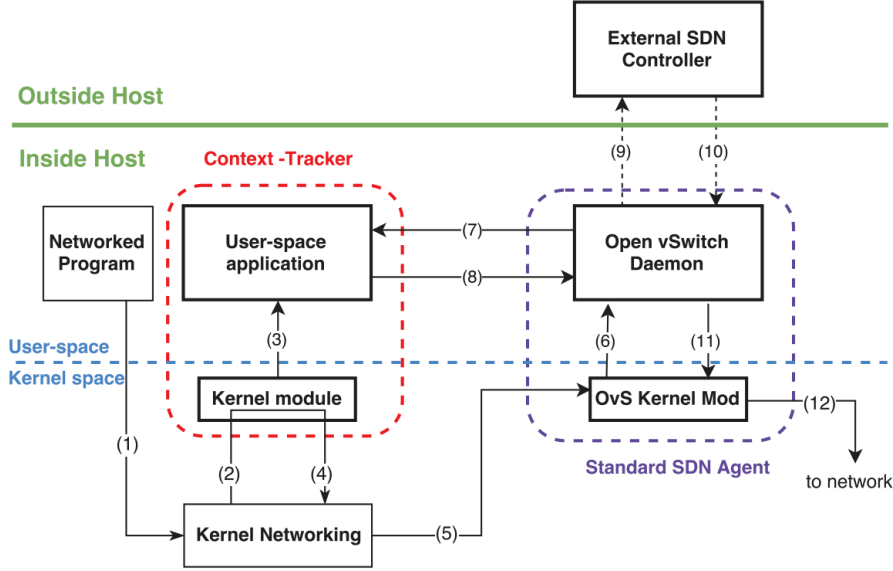 External SDN
Controller
Outside Host
Inside Host
Context -Tracker
(9)
(10)
Networked
Program
User-space
application
(7)
(8)
Open vSwitch
Daemon
(3)
(6)
(11)
User-space
Kernel space
Kernel module
OvS Kernel Mod
(12)
(1)
(2)
(4)
Standard SDN Agent
to network
Kernel Networking
(5)